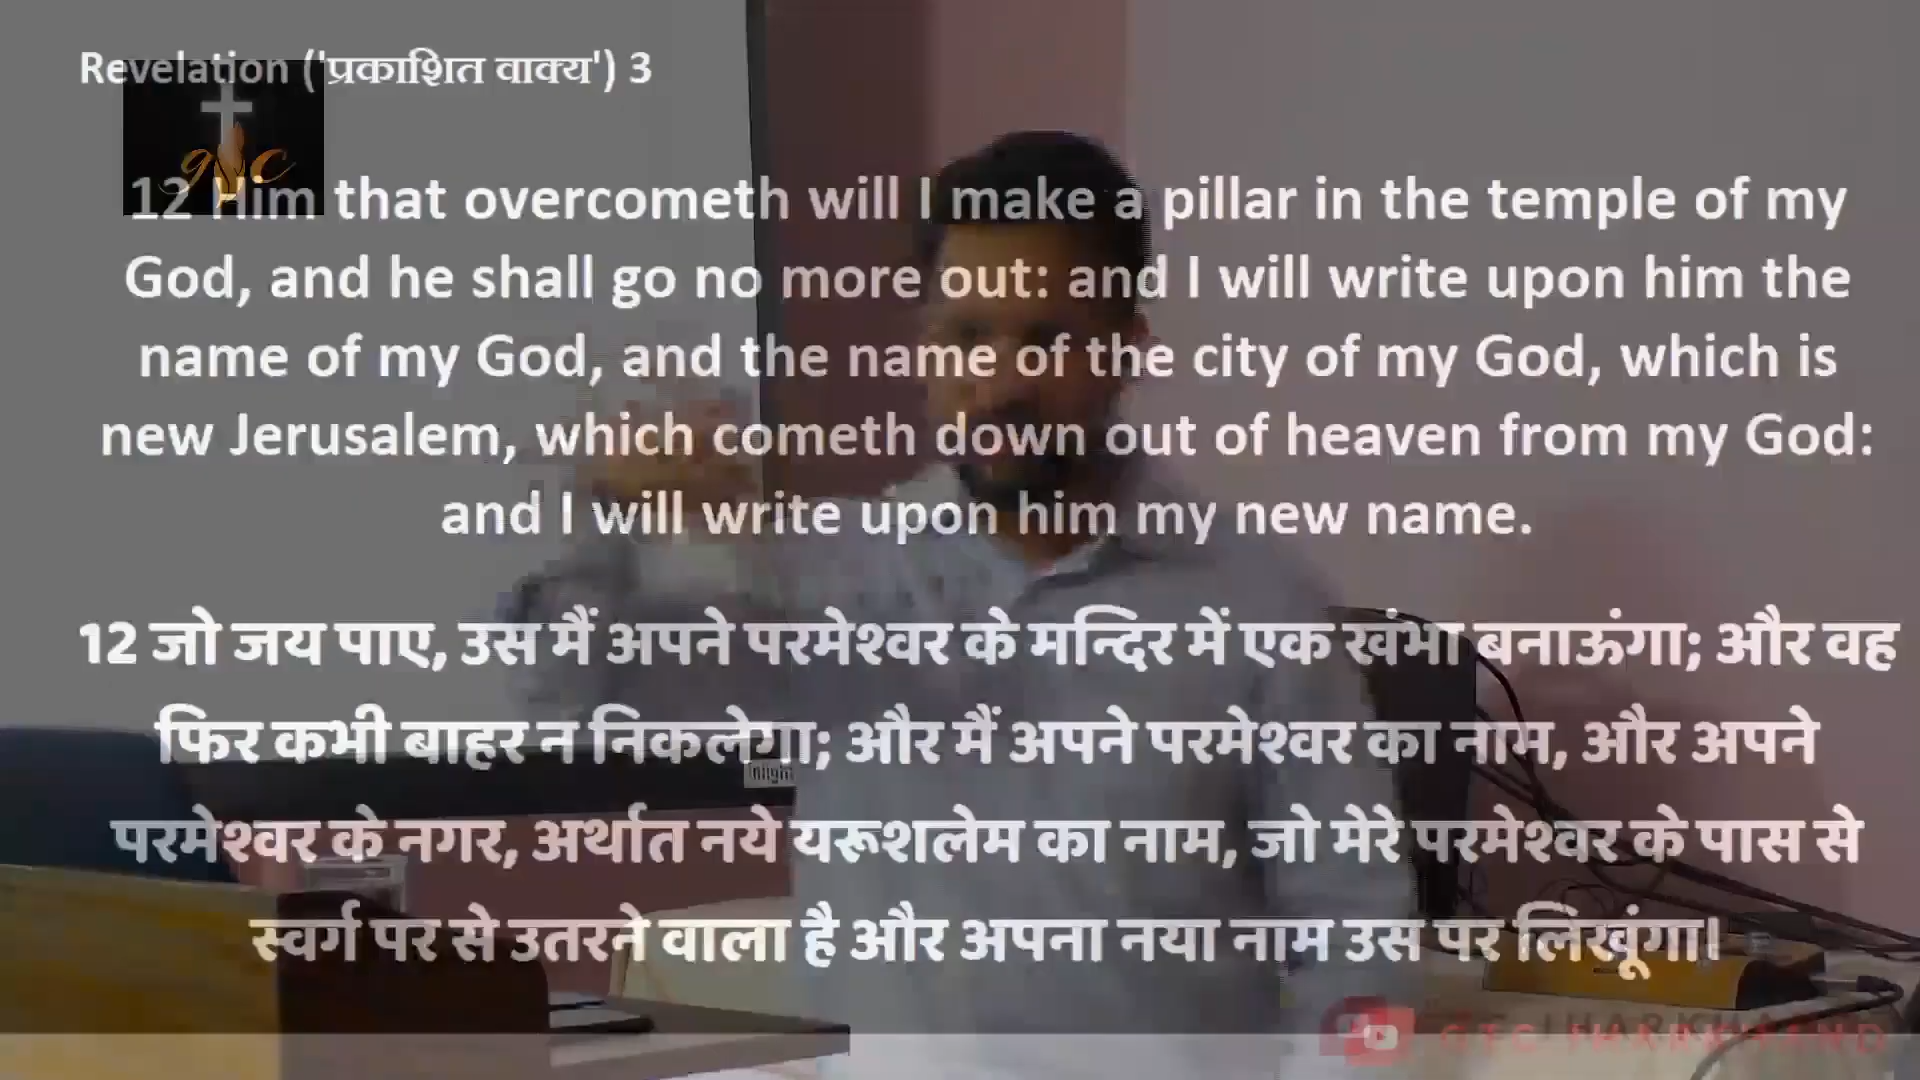 Revelation ('प्रकाशित वाक्य') 3
gfc
12 Him that overcometh will I make a pillar in the temple of my
God, and he shall go no more out: and I will write upon him the
name of my God, and the name of the city of my God, which is
new Jerusalem, which cometh down out of heaven from my God:
and I will write upon him my new name.
12 जो जय पाए, उस मैं अपने परमेश्वर के मन्दिर में एक खंभा बनाऊंगा; और वह
फिर कभी बाहर न निकलेगा; और मैं अपने परमेश्वर का नाम, और अपने
परमेश्वर के नगर, अर्थात नये यरूशलेम का नाम, जो मेरे परमेश्वर के पास से
स्वर्ग पर से उतरने वाला है और अपना नया नाम उस पर लिखूंगा।